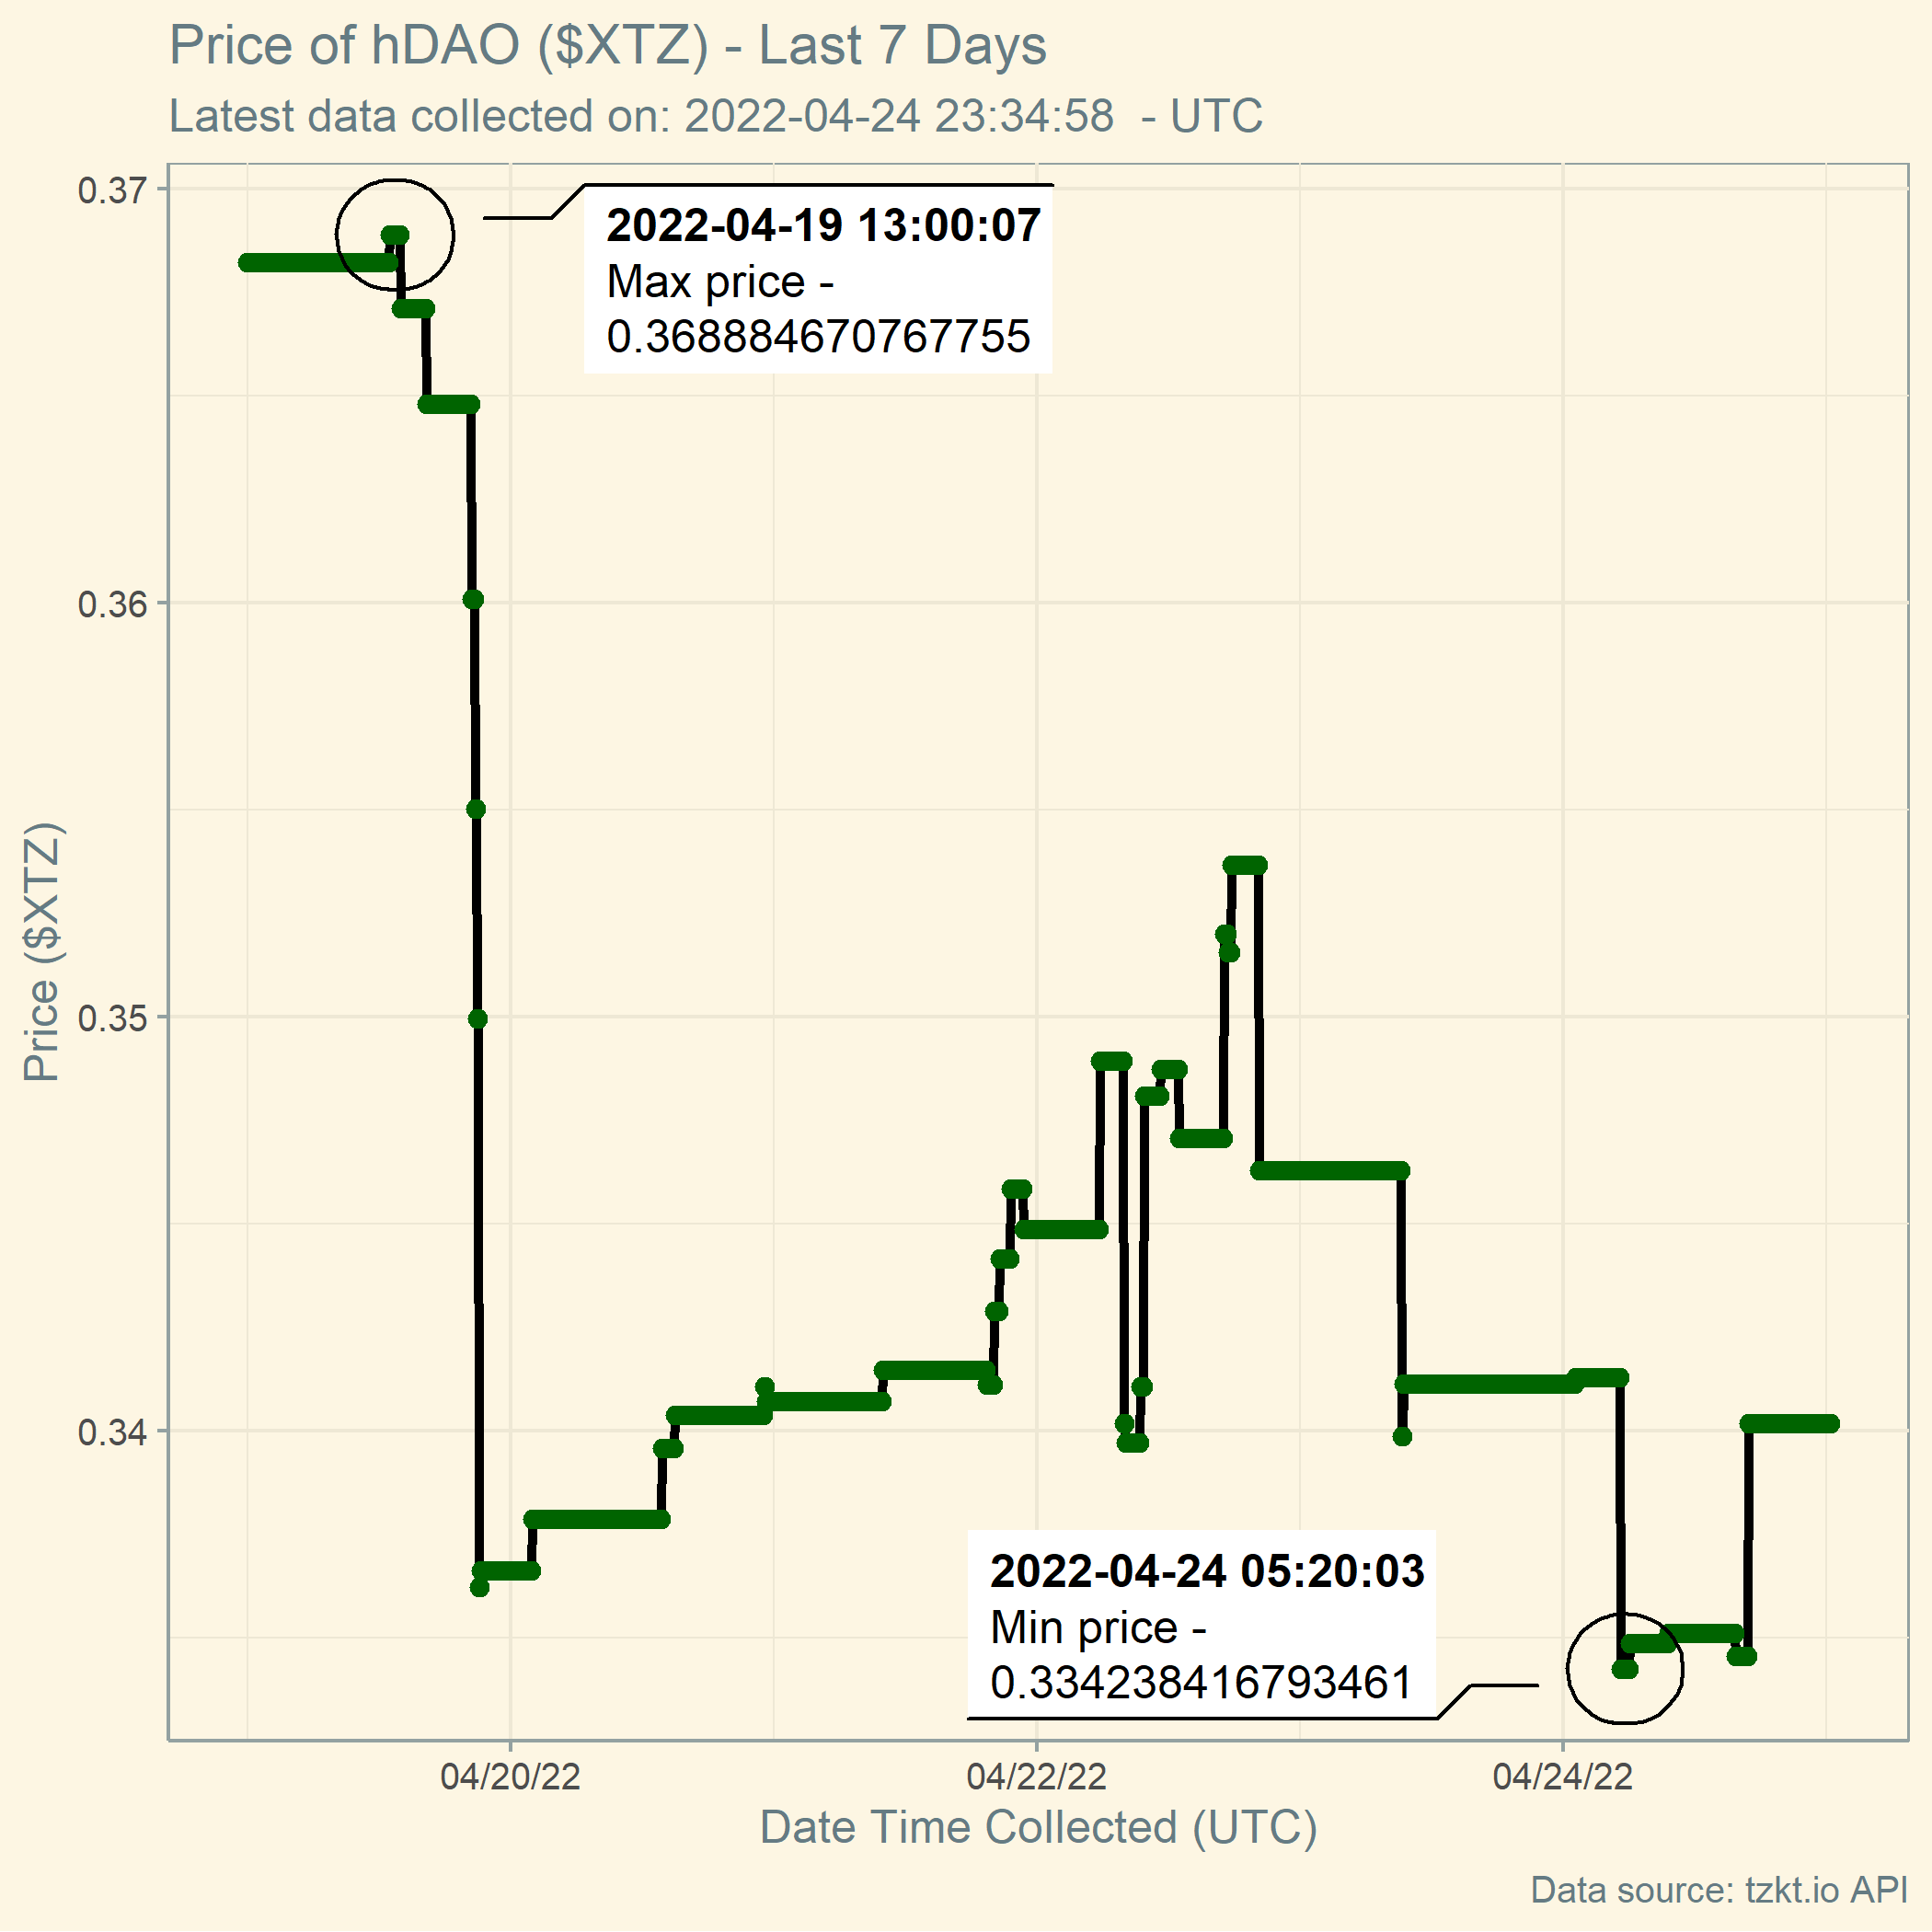 Price of hDAO ($XTZ) - Last 7 Days
Latest data collected on: 2022-04-24 23:34:58  - UTC
0.37
0.36
0.35
0.34
Price ($XTZ)
2022-04-19 13:00:07
Max price -
0.368884670767755
2022-04-24 05:20:03
Min price -
0.334238416793461
04/20/22
04/22/22
04/24/22
Date Time Collected (UTC)
Data source: tzkt.io API